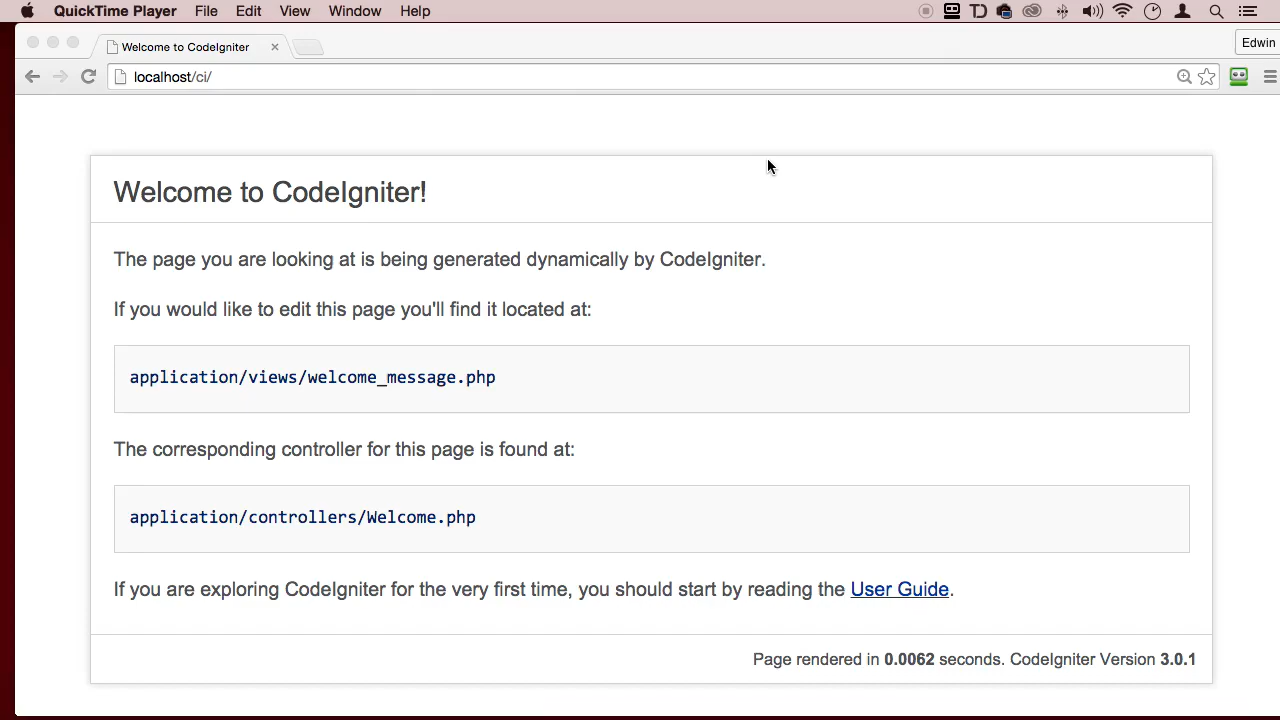 QuickTime Player File Edit View Window Help
Welcome to CodeIgniter
Edwin
localhost/ci/
Welcome to CodeIgniter!
The page you are looking at is being generated dynamically by CodeIgniter.
If you would like to edit this page you'll find it located at:
application/views/welcome_message.php
The corresponding controller for this page is found at:
application/controllers/Welcome.php
If you are exploring CodeIgniter for the very first time, you should start by reading the User Guide.
Page rendered in 0.0062 seconds. CodeIgniter Version 3.0.1